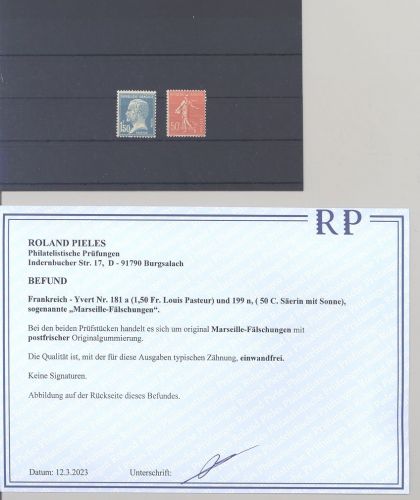 1,50
50
RP
ROLAND PIELES
Philatelistische Prüfungen
Indernbucher Str. 17, D - 91790 Burgsalach
BEFUND
Frankreich - Yvert Nr. 181 a (1,50 Fr. Louis Pasteur) und 199 n, ( 50 C. Säerin mit Sonne),
sogenannte „Marseille-Fälschungen“.
Bei den beiden Prüfstücken handelt es sich um original Marseille-Fälschungen mit
postfrischer Originalgummierung.
Die Qualität ist, mit der für diese Ausgaben typischen Zähnung, einwandfrei.
Keine Signaturen.
Abbildung auf der Rückseite dieses Befundes.
Datum: 12.3.2023 Unterschrift: